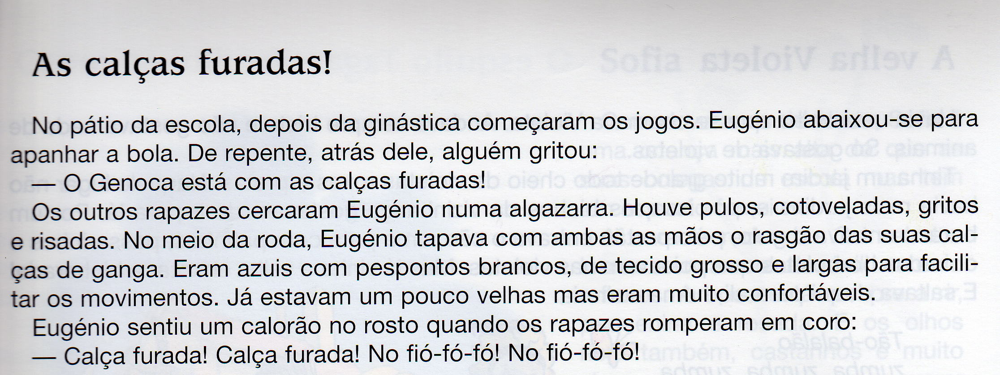 As calças furadas!
No pátio da escola, depois da ginástica começaram os jogos. Eugénio abaixou-se para
apanhar a bola. De repente, atrás dele, alguém gritou:
— O Genoca está com as calças furadas!
Os outros rapazes cercaram Eugénio numa algazarra. Houve pulos, cotoveladas, gritos
e risadas. No meio da roda, Eugénio tapava com ambas as mãos o rasgão das suas cal-
ças de ganga. Eram azuis com pespontos brancos, de tecido grosso e largas para facili-
tar os movimentos. Já estavam um pouco velhas mas eram muito confortáveis.
Eugénio sentiu um calorão no rosto quando os rapazes romperam em coro:
— Calça furada! Calça furada! No fió-fó-fó! No fió-fó-fó!